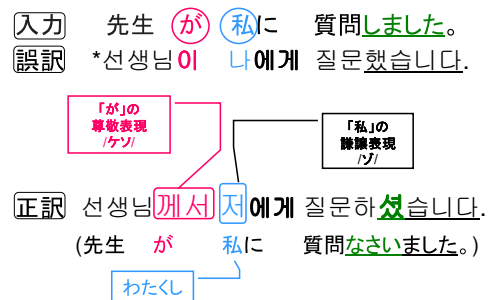 入力 先生 が 私に 質問しました。
誤訳 *선생님이 나에게 질문했습니다.
「が」の
尊敬表現
/ケソ/
「私」の
謙譲表現
/ゾ/
正訳 선생님께서 저에게 질문하셨습니다.
(先生 が 私に 質問なさいました。)
わたくし